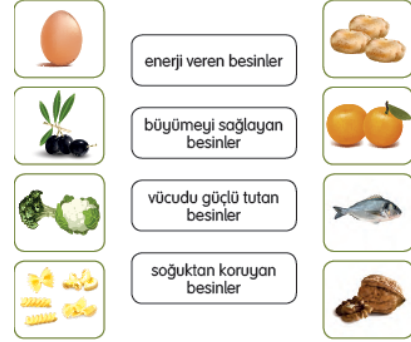 enerji veren besinler
büyümeyi sağlayan
besinler
vücudu güçlü tutan
besinler
soğuktan koruyan
besinler